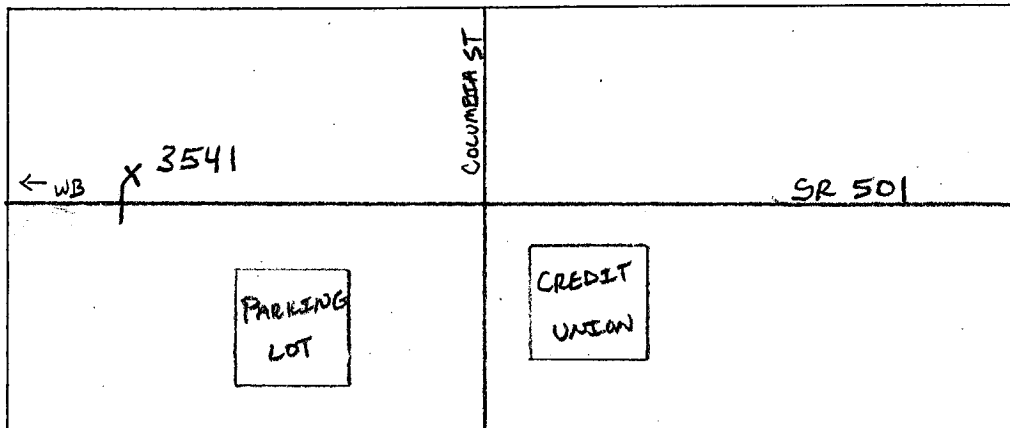 COLUMBIA ST
X 3541
← WB
SR 501
PARKING
LOT
CREDIT
UNION